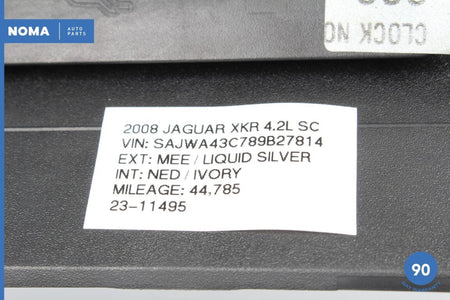 NOMA
AUTO
PARTS
CLOCK NO
2008 JAGUAR XKR 4.2L SC
VIN: SAJWA43C789B27814
EXT: MEE / LIQUID SILVER
INT: NED / IVORY
MILEAGE: 44,785
23-11495
90